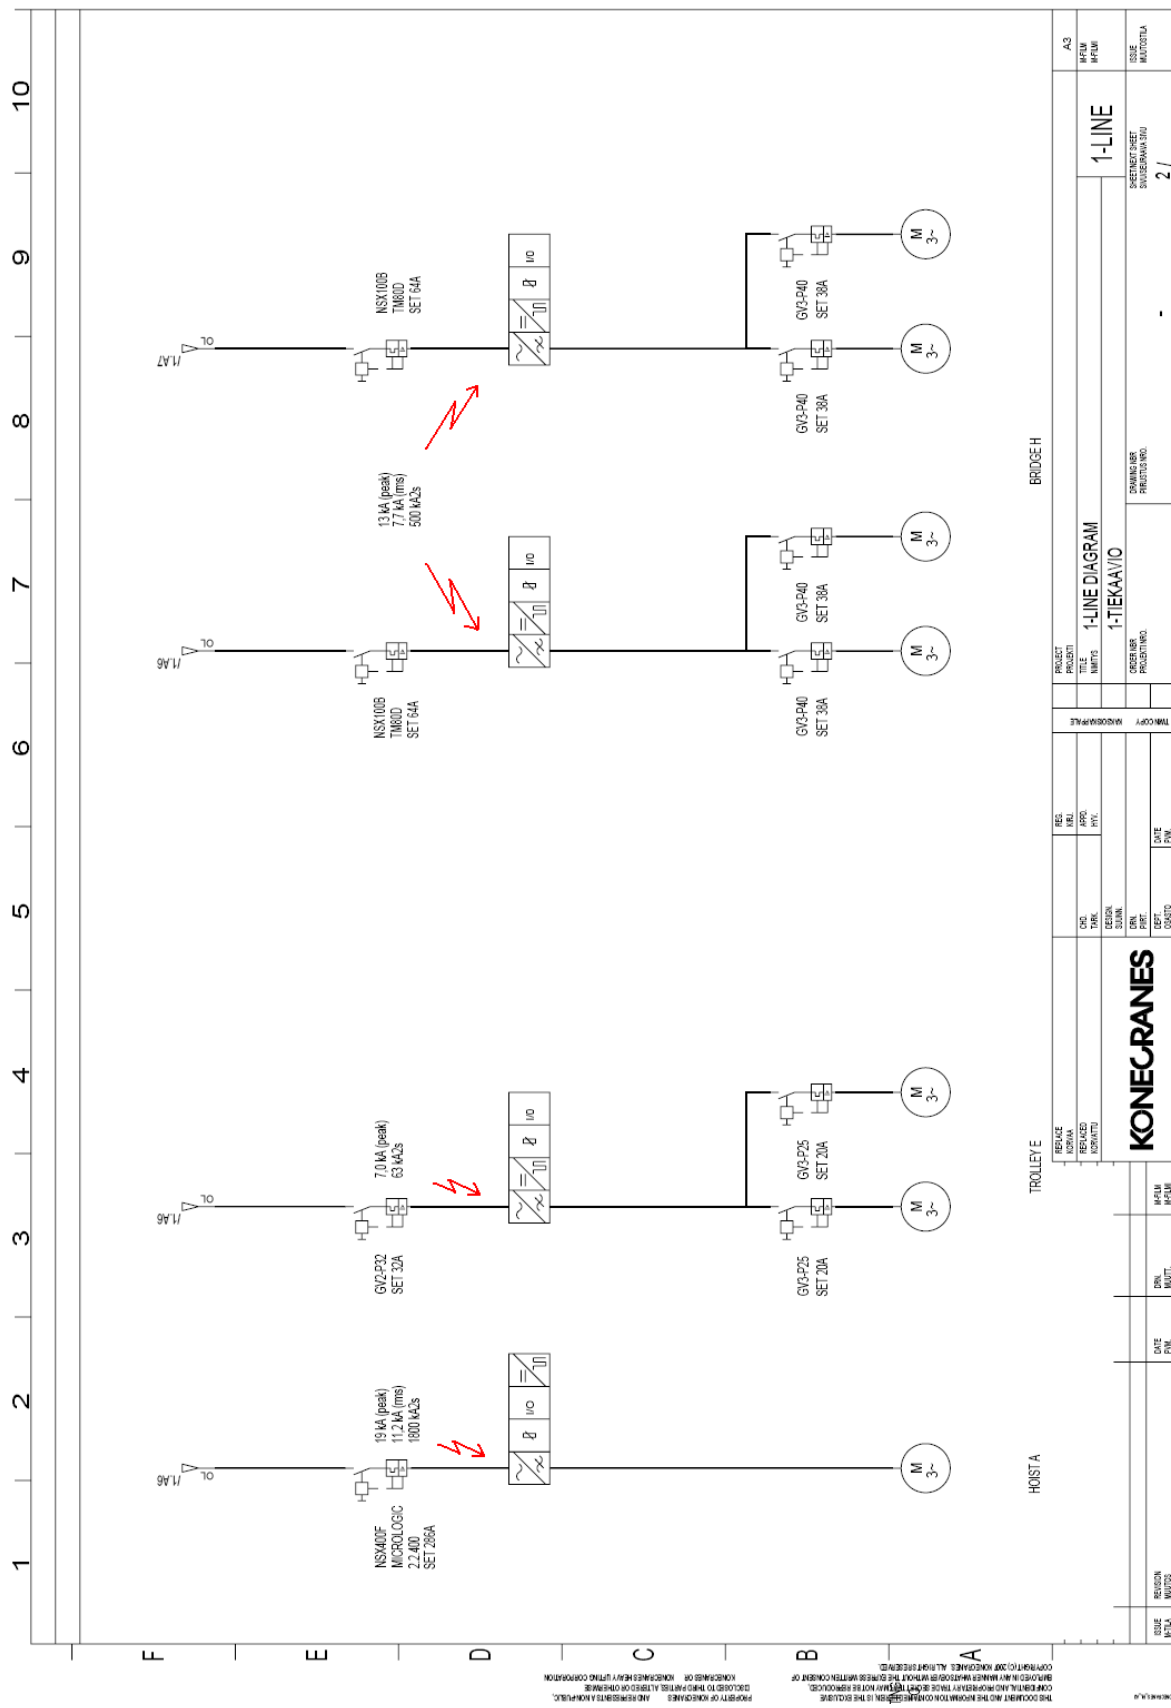 1
2
3
4
5
6
7
8
9
10
F
E
D
C
B
A
/1.A6
OL
NSX400F
MICROLOGIC
2.2 400
SET 286A
19 kA (peak)
11,2 kA (rms)
1800 kA2s
I/O
M
3~
HOIST A
/1.A6
OL
GV2-P32
SET 32A
7,0 kA (peak)
63 kA2s
I/O
GV3-P25
SET 20A
GV3-P25
SET 20A
M
3~
M
3~
TROLLEY E
/1.A6
OL
NSX100B
TM80D
SET 64A
13 kA (peak)
7,7 kA (rms)
500 kA2s
I/O
GV3-P40
SET 38A
GV3-P40
SET 38A
M
3~
M
3~
/1.A7
OL
NSX100B
TM80D
SET 64A
I/O
GV3-P40
SET 38A
GV3-P40
SET 38A
M
3~
M
3~
BRIDGE H
ISSUE
M-TILA
REVISION
MUUTOS
DATE
PVM.
DRN.
MUUTT.
M-FILM
M-FILMI
REPLACE
KORVAA
REPLACED
KORVATTU
KONECRANES
CHD.
TARK.
DESIGN.
SUUNN.
DRN.
PIIRT.
DEPT.
OSASTO
REG.
KIRJ.
APPD.
HYV.
DATE
PVM.
TWIN COPY
KAKSOISKAPPALE
PROJECT
PROJEKTI
TITLE
NIMITYS
1-LINE DIAGRAM
1-TIEKAAVIO
1-LINE
A3
M-FILM
M-FILMI
ORDER NBR
PROJEKTI NRO.
DRAWING NBR
PIIRUSTUS NRO.
-
SHEET/NEXT SHEET
SIVU/SEURAAVA SIVU
2 /
ISSUE
MUUTOSTILA